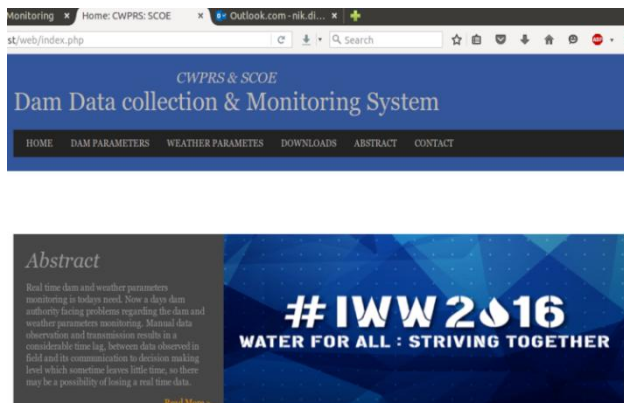 Monitoring × Home: CWPRS: SCOE × Outlook.com - nik.di... ×
st/web/index.php Search
CWPRS & SCOE
Dam Data collection & Monitoring System
HOME DAM PARAMETERS WEATHER PARAMETES DOWNLOADS ABSTRACT CONTACT
Abstract
Real time dam and weather parameters
monitoring is todays need. Now a days dam
authority facing problems regarding the dam and
weather parameters monitoring. Manual data
observation and transmission results in a
considerable time lag, between data observed in
field and its communication to decision making
level which sometime leaves little time, so there
may be a possibility of losing a real time data.
Read More »
# IWW 2016
WATER FOR ALL : STRIVING TOGETHER